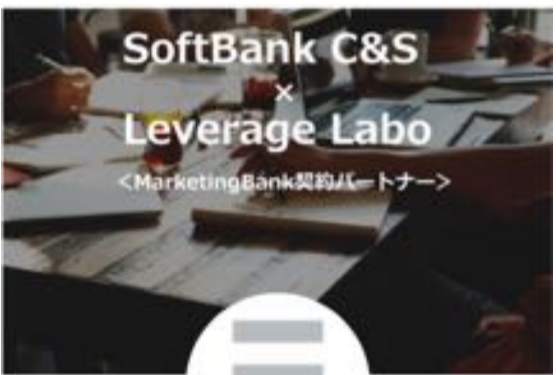 SoftBank C&S
×
Leverage Labo
<MarketingBank契約パートナー>